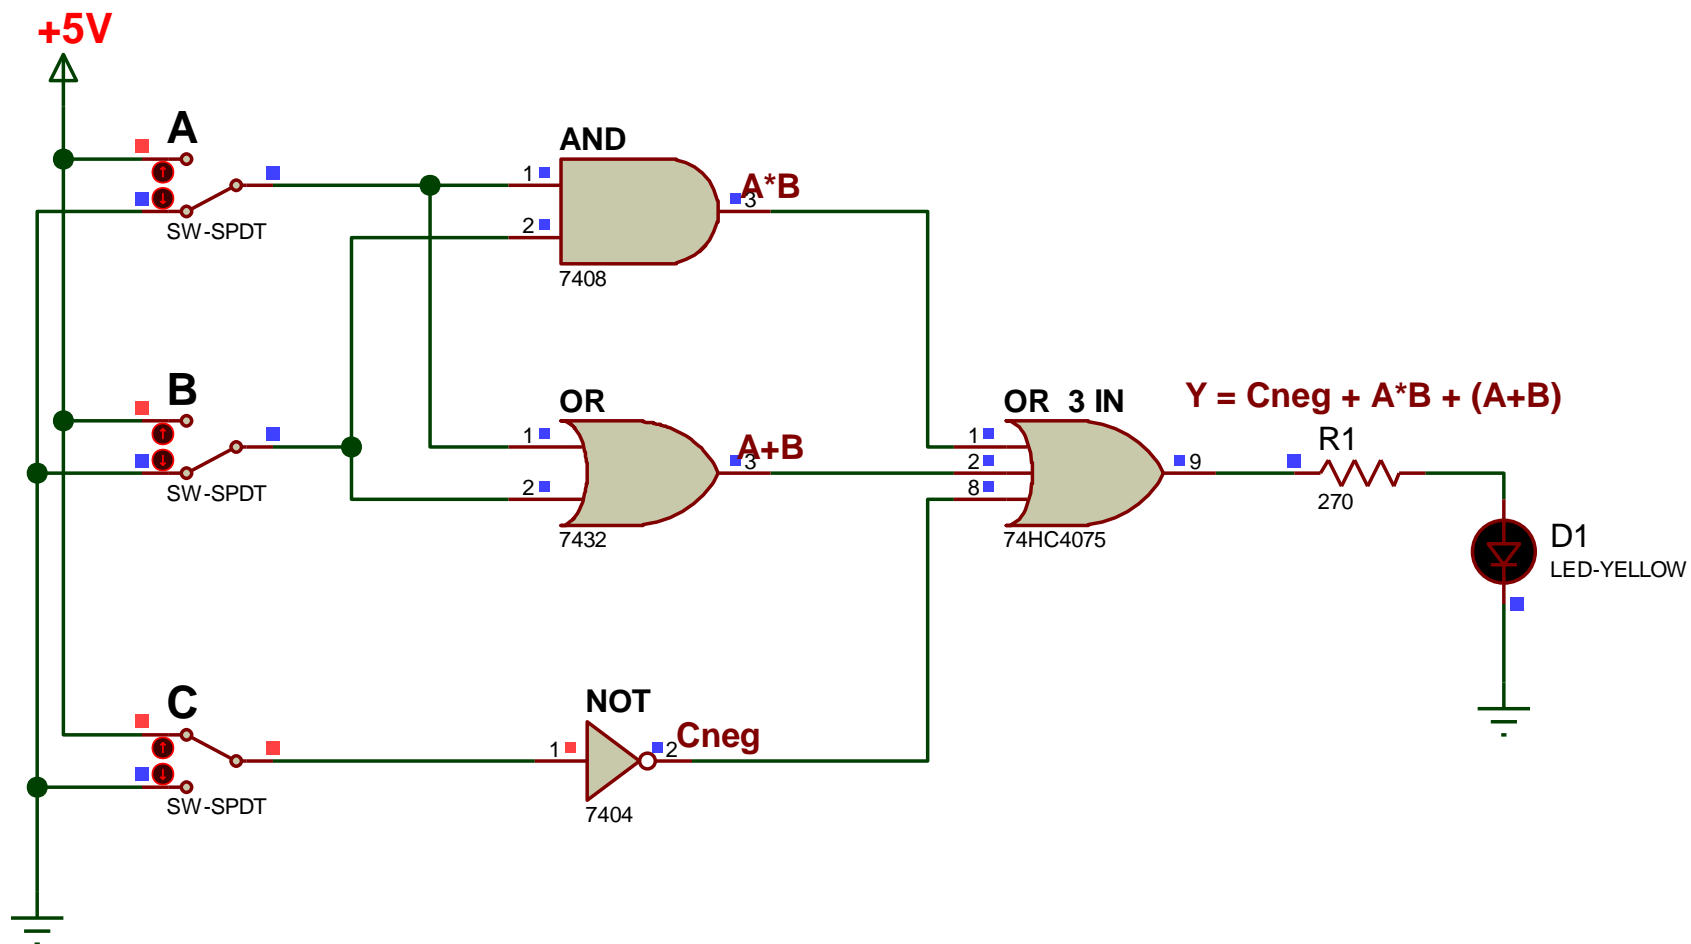 +5V
A
SW-SPDT
AND
1
2
A*B
3
7408
B
SW-SPDT
OR
1
2
A+B
3
7432
OR 3 IN
1
2
8
9
74HC4075
Y = Cneg + A*B + (A+B)
R1
270
D1
LED-YELLOW
C
SW-SPDT
NOT
1
2
Cneg
7404